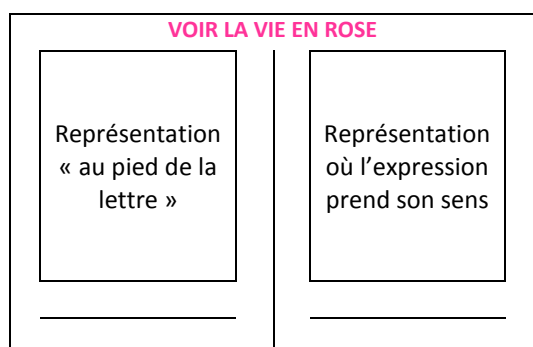 VOIR LA VIE EN ROSE
Représentation
« au pied de la
lettre »
Représentation
où l’expression
prend son sens